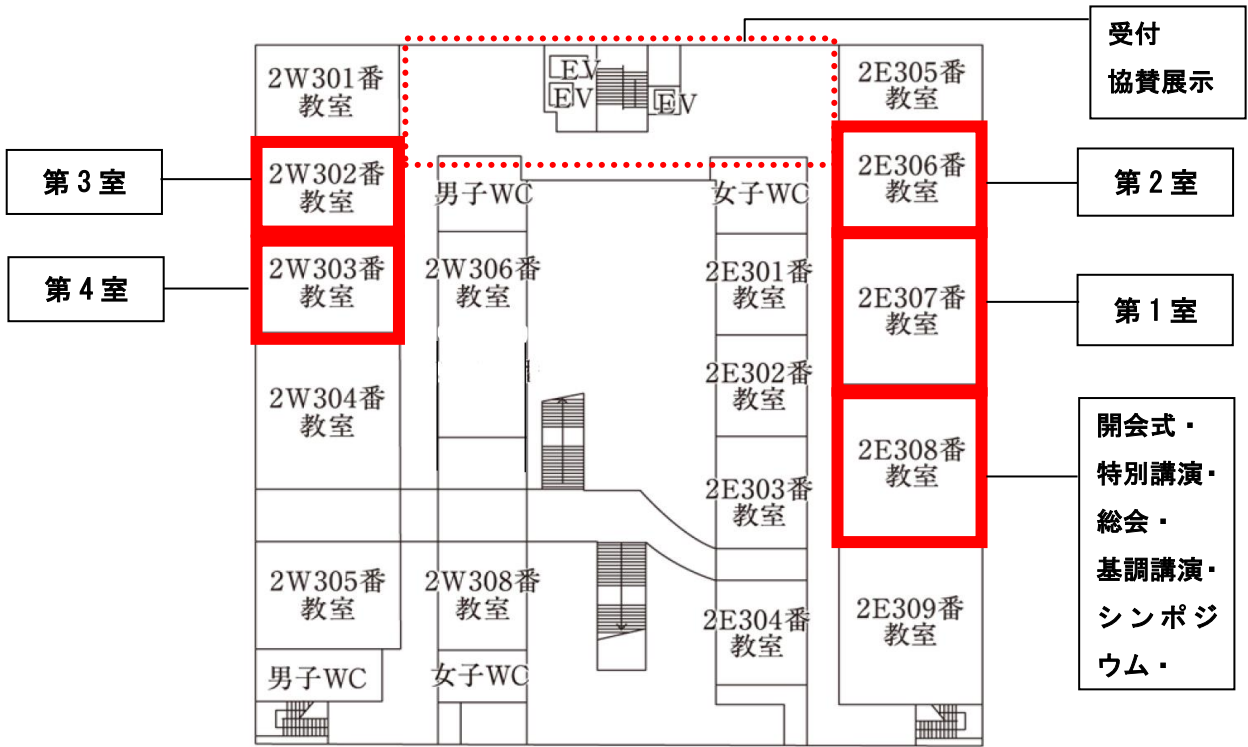 受付
協賛展示
2W301番
教室
EV
EV
EV
2E305番
教室
第3室
2W302番
教室
男子WC
女子WC
2E306番
教室
第2室
第4室
2W303番
教室
2W306番
教室
2E301番
教室
2E307番
教室
第1室
2W304番
教室
2E302番
教室
2E308番
教室
開会式・
特別講演・
総会・
基調講演・
シンポジ
ウム・
2E303番
教室
2W305番
教室
2W308番
教室
2E304番
教室
2E309番
教室
男子WC
女子WC